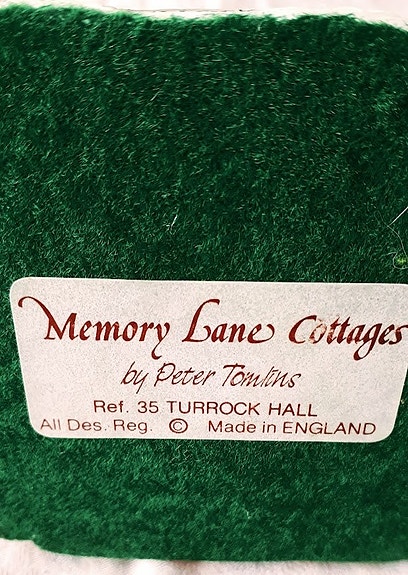 Memory Lane Cottages
by Peter Tomlins
Ref. 35 TURROCK HALL
All Des. Reg. © Made in ENGLAND